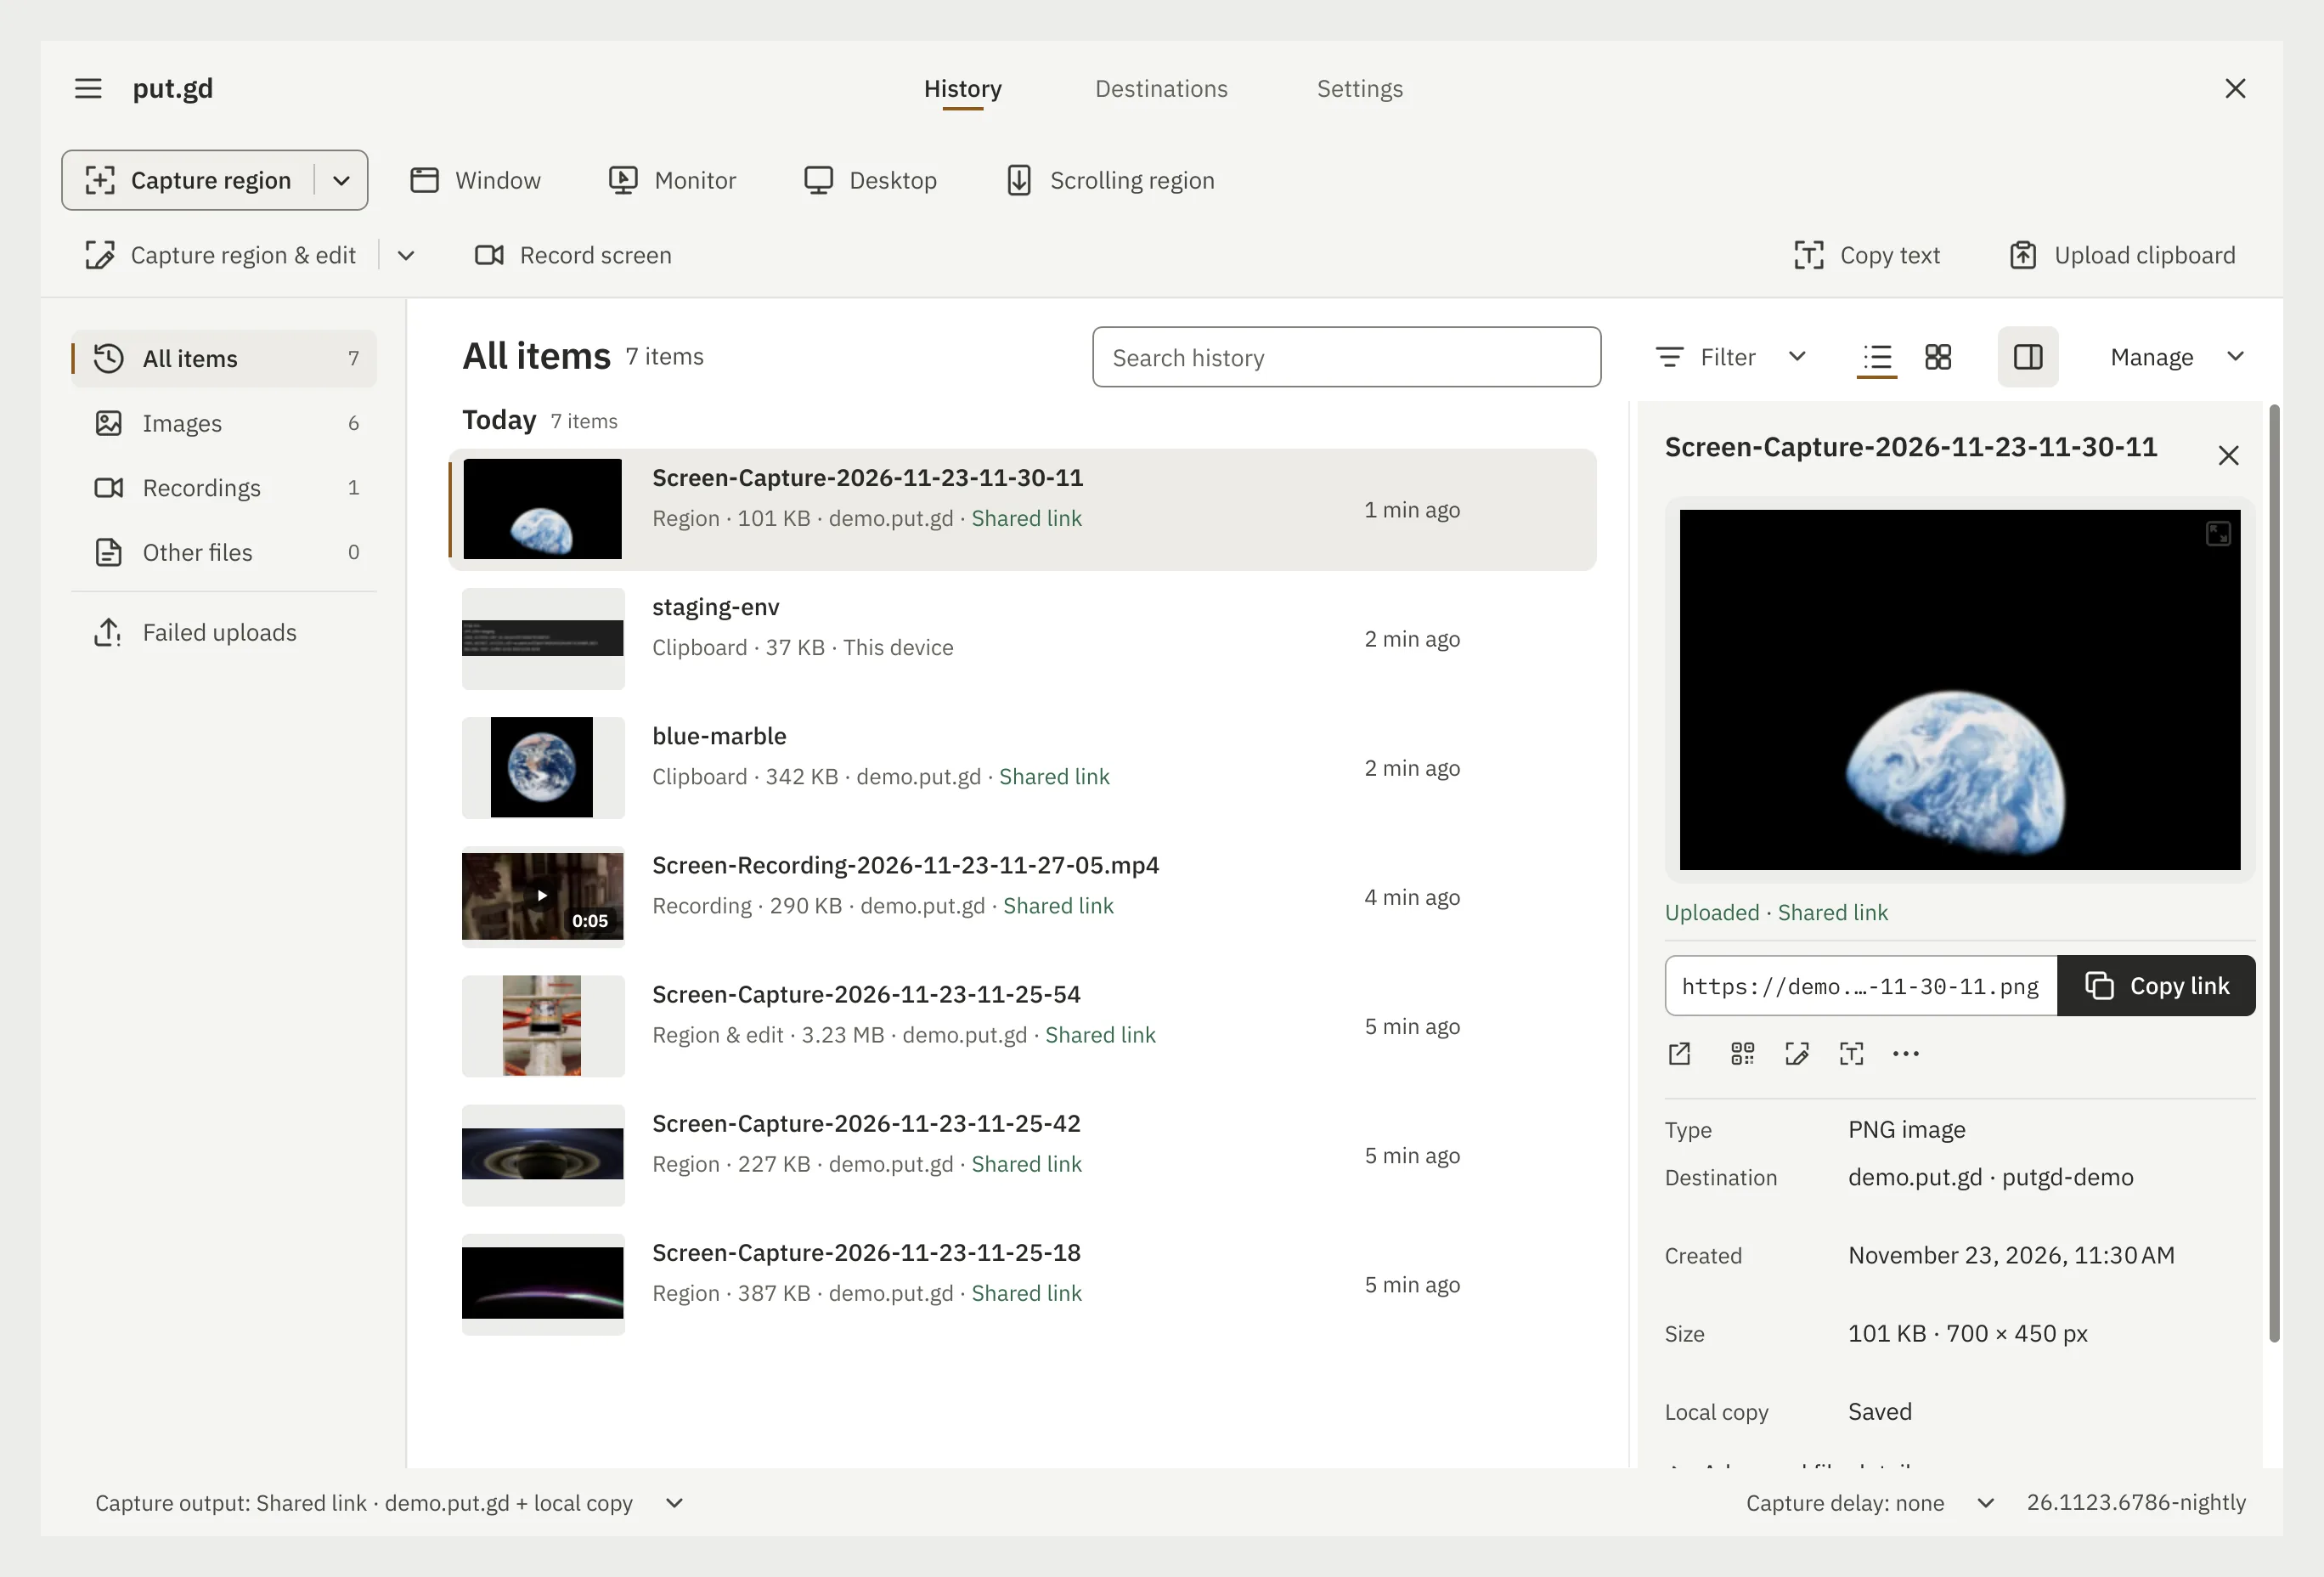 put.gd
History
Destinations
Settings
Capture region
Window
Monitor
Desktop
Scrolling region
Capture region & edit
Record screen
Copy text
Upload clipboard
All items 7
Images 6
Recordings 1
Other files 0
Failed uploads
All items 7 items
Search history
Filter
Manage
Today 7 items
Screen-Capture-2026-11-23-11-30-11
Region · 101 KB · demo.put.gd · Shared link
1 min ago
staging-env
Clipboard · 37 KB · This device
2 min ago
blue-marble
Clipboard · 342 KB · demo.put.gd · Shared link
2 min ago
0:05
Screen-Recording-2026-11-23-11-27-05.mp4
Recording · 290 KB · demo.put.gd · Shared link
4 min ago
Screen-Capture-2026-11-23-11-25-54
Region & edit · 3.23 MB · demo.put.gd · Shared link
5 min ago
Screen-Capture-2026-11-23-11-25-42
Region · 227 KB · demo.put.gd · Shared link
5 min ago
Screen-Capture-2026-11-23-11-25-18
Region · 387 KB · demo.put.gd · Shared link
5 min ago
Screen-Capture-2026-11-23-11-30-11
Uploaded · Shared link
https://demo.…-11-30-11.png
Copy link
Type PNG image
Destination demo.put.gd · putgd-demo
Created November 23, 2026, 11:30 AM
Size 101 KB · 700 × 450 px
Local copy Saved
Capture output: Shared link · demo.put.gd + local copy
Capture delay: none
26.1123.6786-nightly